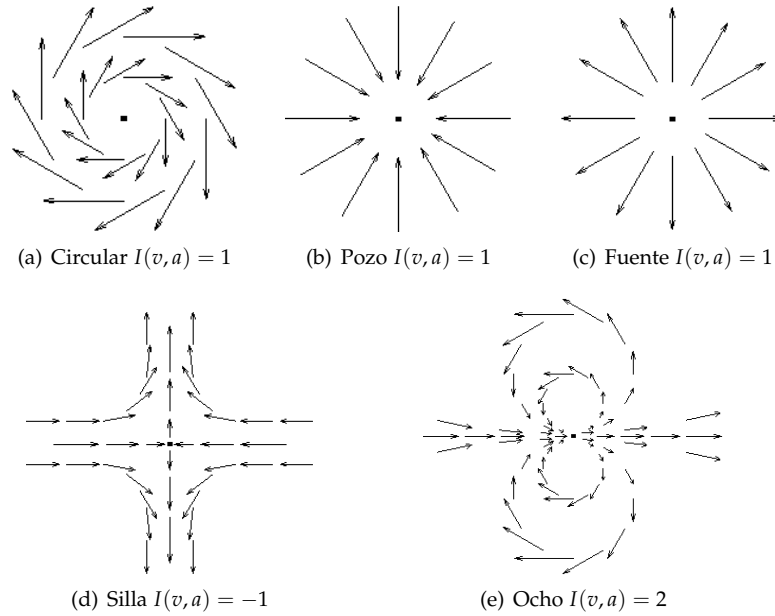 (a) Circular I(v, a) = 1
(b) Pozo I(v, a) = 1
(c) Fuente I(v, a) = 1
(d) Silla I(v, a) = −1
(e) Ocho I(v, a) = 2